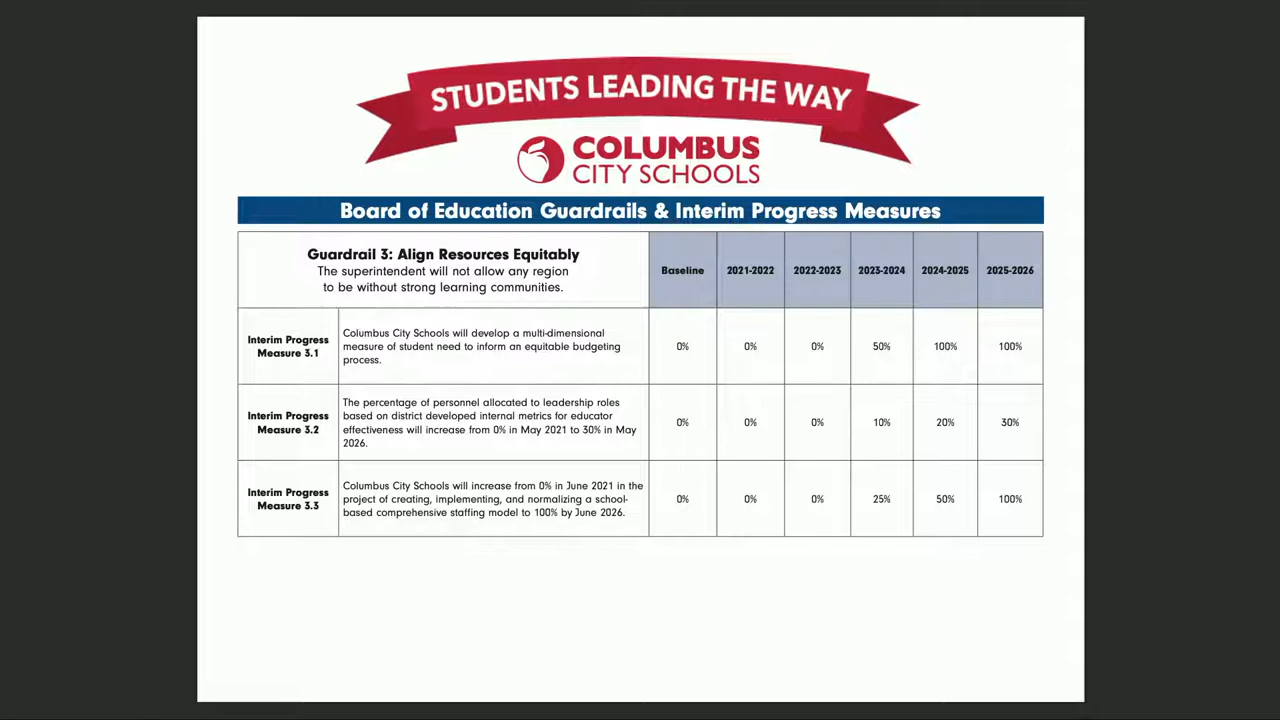 STUDENTS LEADING THE WAY
COLUMBUS
CITY SCHOOLS
Board of Education Guardrails & Interim Progress Measures
Guardrail 3: Align Resources Equitably
The superintendent will not allow any region
to be without strong learning communities.
Baseline
2021-2022
2022-2023
2023-2024
2024-2025
2025-2026
Interim Progress
Measure 3.1
Columbus City Schools will develop a multi-dimensional
measure of student need to inform an equitable budgeting
process.
0%
0%
0%
50%
100%
100%
Interim Progress
Measure 3.2
The percentage of personnel allocated to leadership roles
based on district developed internal metrics for educator
effectiveness will increase from 0% in May 2021 to 30% in May
2026.
0%
0%
0%
10%
20%
30%
Interim Progress
Measure 3.3
Columbus City Schools will increase from 0% in June 2021 in the
project of creating, implementing, and normalizing a school-
based comprehensive staffing model to 100% by June 2026.
0%
0%
0%
25%
50%
100%